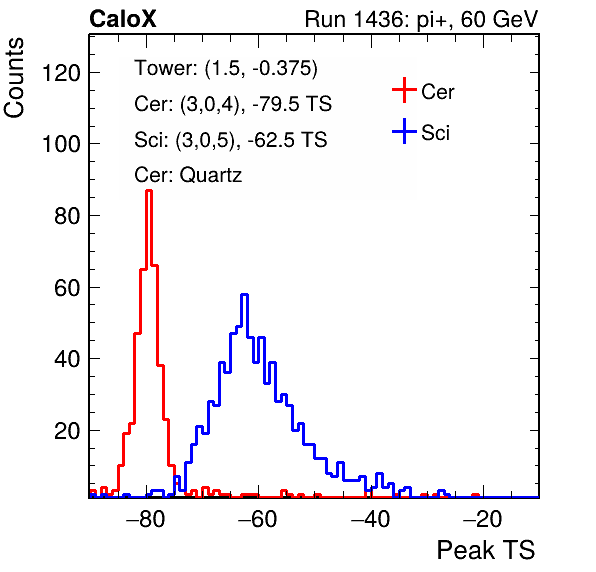 CaloX Run 1436: pi+, 60 GeV
Counts
Tower: (1.5, -0.375)
Cer: (3,0,4), -79.5 TS
Sci: (3,0,5), -62.5 TS
Cer: Quartz
Cer
Sci
120
100
80
60
40
20
−80 −60 −40 −20
Peak TS